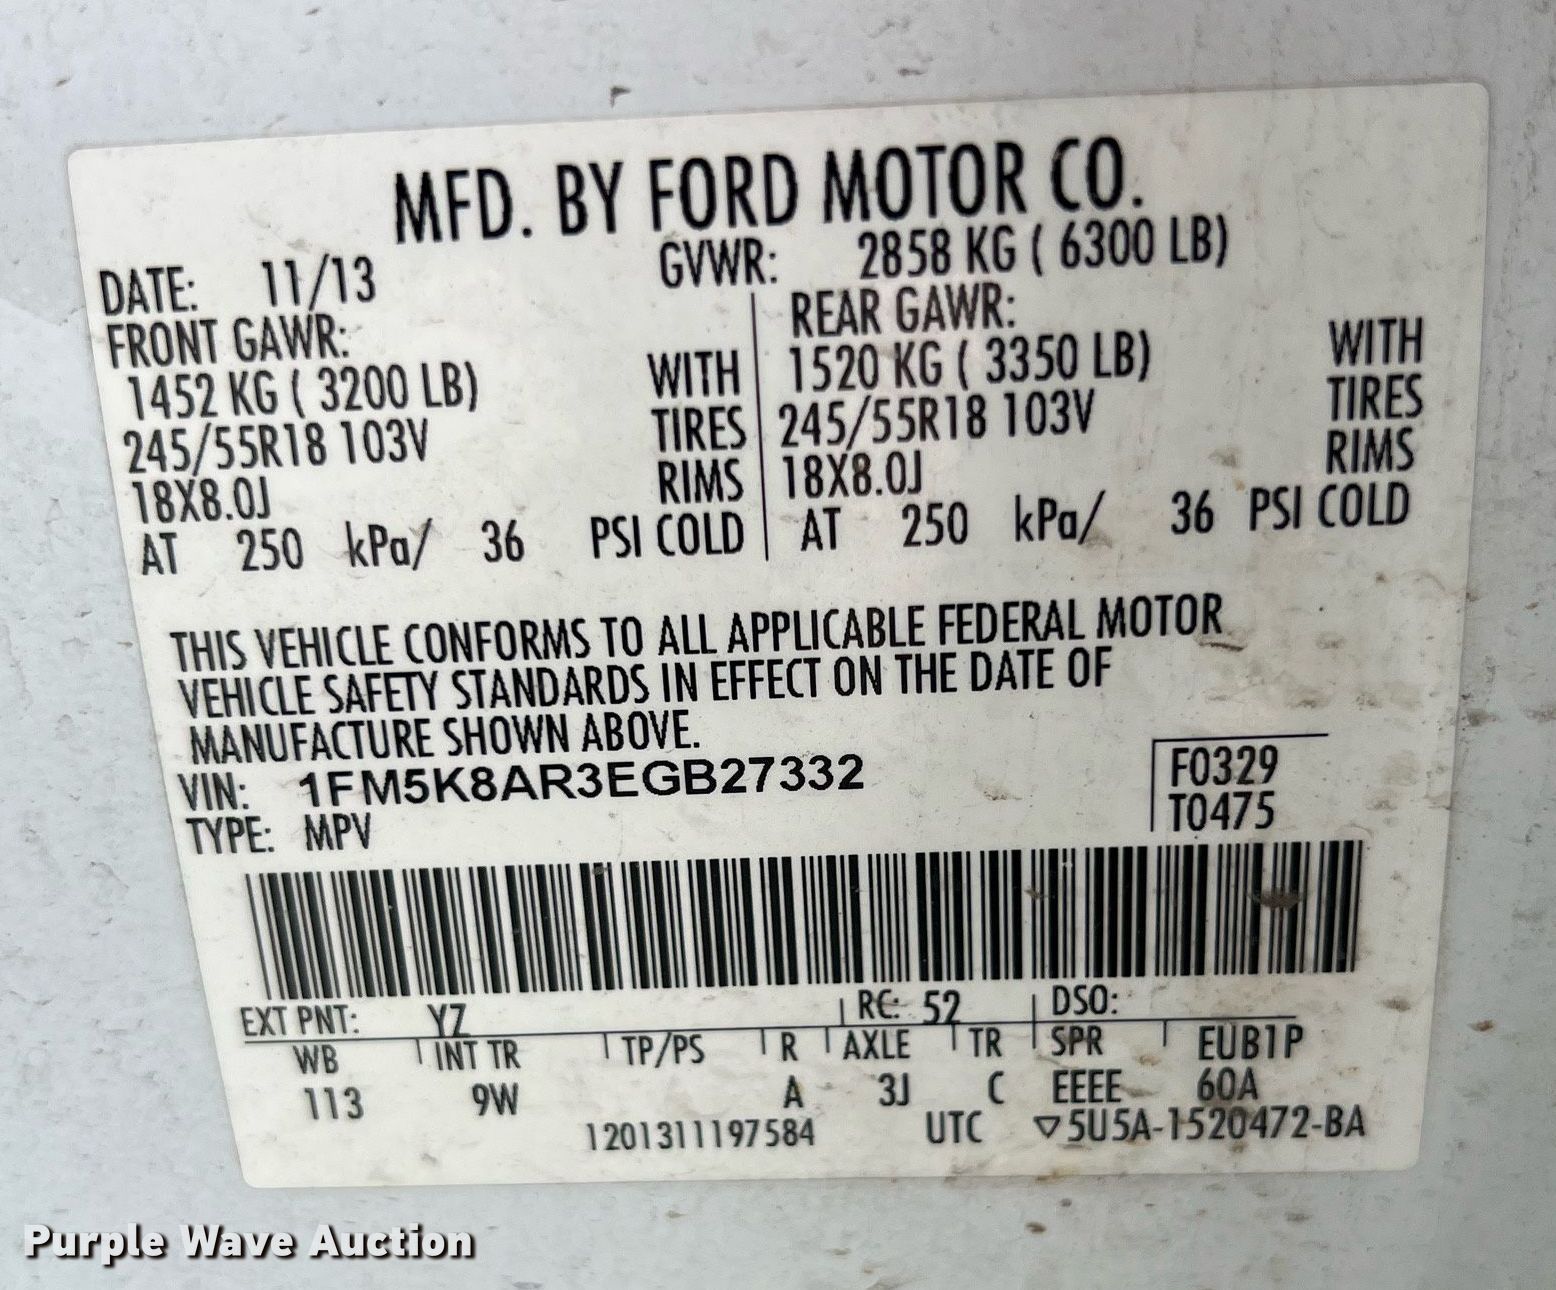 MFD. BY FORD MOTOR CO.
DATE: 11/13 GVWR: 2858 KG ( 6300 LB)
FRONT GAWR: REAR GAWR:
1452 KG ( 3200 LB) WITH 1520 KG ( 3350 LB) WITH
245/55R18 103V TIRES 245/55R18 103V TIRES
18X8.0J RIMS 18X8.0J RIMS
AT 250 kPa/ 36 PSI COLD AT 250 kPa/ 36 PSI COLD
THIS VEHICLE CONFORMS TO ALL APPLICABLE FEDERAL MOTOR
VEHICLE SAFETY STANDARDS IN EFFECT ON THE DATE OF
MANUFACTURE SHOWN ABOVE.
VIN: 1FM5K8AR3EGB27332 F0329
TYPE: MPV T0475
EXT PNT: YZ RC: 52 DSO:
WB INT TR TP/PS R AXLE TR SPR EUB1P
113 9W A 3J C EEEE 60A
1201311197584 UTC ▽5U5A-1520472-BA
Purple Wave Auction